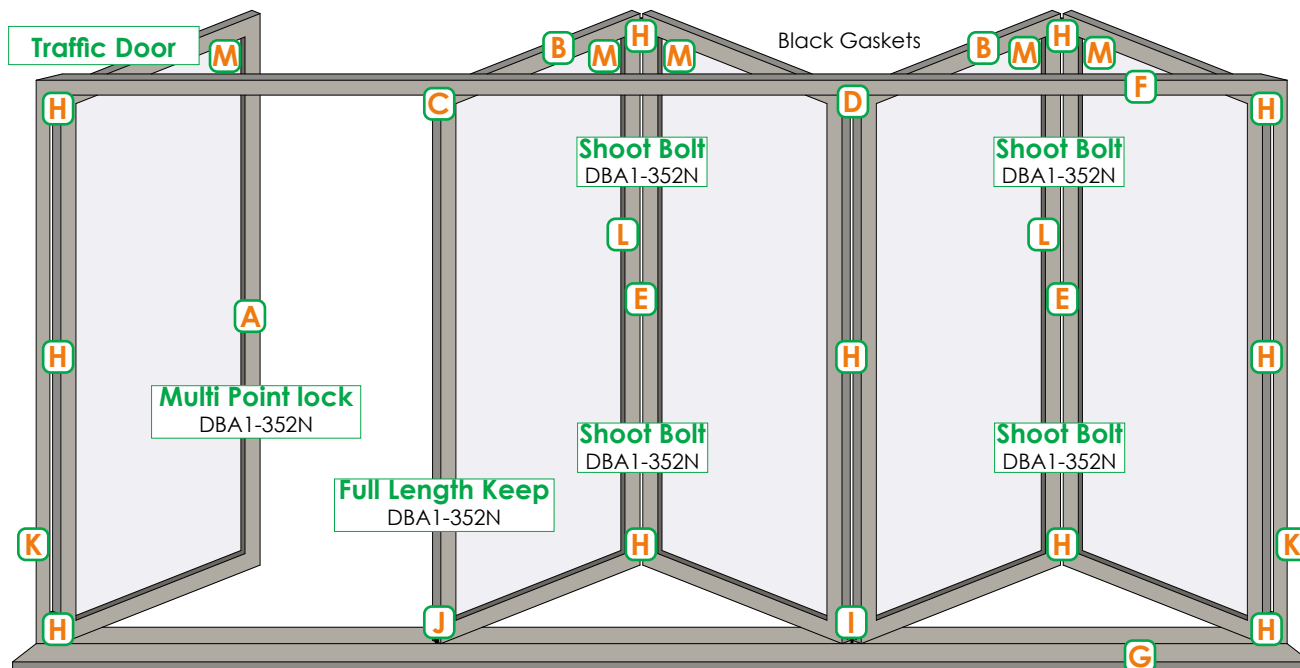 Traffic Door
M
B
M
H
M
Black Gaskets
B
M
H
M
F
H
C
D
H
Shoot Bolt
DBA1-352N
Shoot Bolt
DBA1-352N
L
L
E
E
A
H
H
H
Multi Point lock
DBA1-352N
Shoot Bolt
DBA1-352N
Shoot Bolt
DBA1-352N
Full Length Keep
DBA1-352N
K
H
H
K
H
J
I
H
G